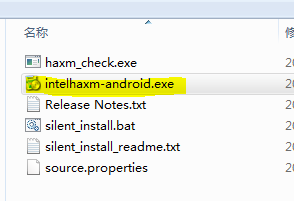 名称
haxm_check.exe
intelhaxm-android.exe
Release Notes.txt
silent_install.bat
silent_install_readme.txt
source.properties